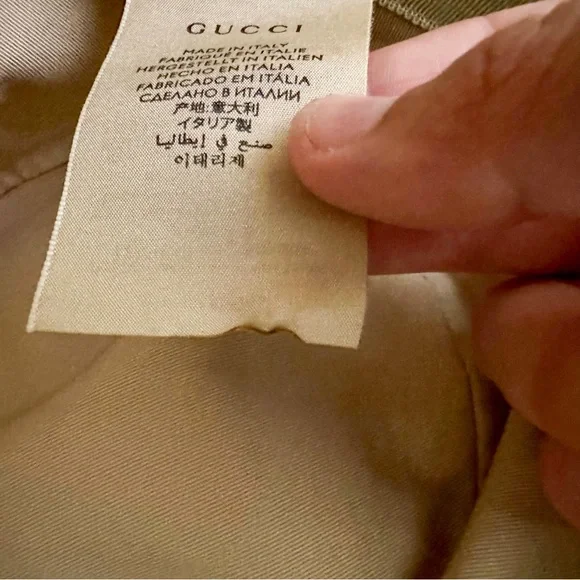 GUCCI
MADE IN ITALY
FABRIQUÉ EN ITALIE
HERGESTELLT IN ITALIEN
HECHO EN ITALIA
FABRICADO EM ITÁLIA
СДЕЛАНО В ИТАЛИИ
产地:意大利
イタリア製
صنع في إيطاليا
이태리제